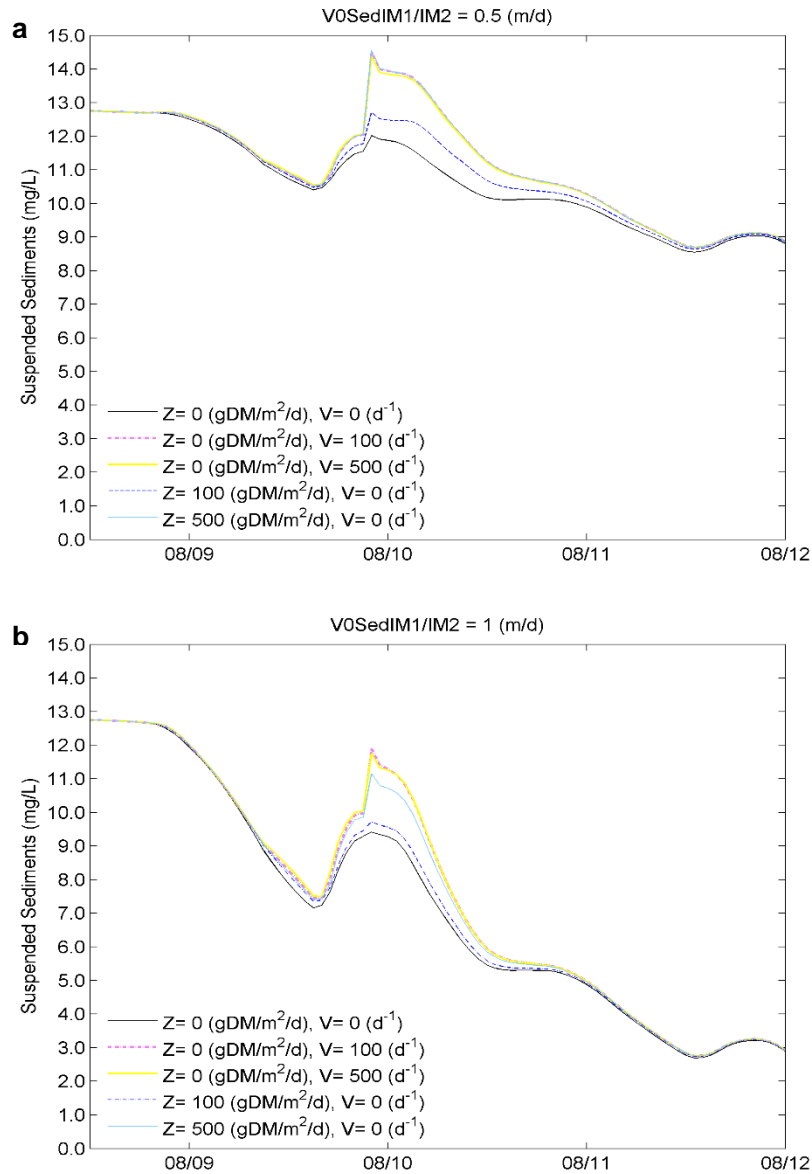 a
V0SedIM1/IM2 = 0.5 (m/d)
15.0
14.0
13.0
12.0
11.0
10.0
9.0
8.0
7.0
6.0
5.0
4.0
3.0
2.0
1.0
0.0
Suspended Sediments (mg/L)
Z= 0 (gDM/m²/d), V= 0 (d⁻¹)
Z= 0 (gDM/m²/d), V= 100 (d⁻¹)
Z= 0 (gDM/m²/d), V= 500 (d⁻¹)
Z= 100 (gDM/m²/d), V= 0 (d⁻¹)
Z= 500 (gDM/m²/d), V= 0 (d⁻¹)
08/09 08/10 08/11 08/12
b
V0SedIM1/IM2 = 1 (m/d)
15.0
14.0
13.0
12.0
11.0
10.0
9.0
8.0
7.0
6.0
5.0
4.0
3.0
2.0
1.0
0.0
Suspended Sediments (mg/L)
Z= 0 (gDM/m²/d), V= 0 (d⁻¹)
Z= 0 (gDM/m²/d), V= 100 (d⁻¹)
Z= 0 (gDM/m²/d), V= 500 (d⁻¹)
Z= 100 (gDM/m²/d), V= 0 (d⁻¹)
Z= 500 (gDM/m²/d), V= 0 (d⁻¹)
08/09 08/10 08/11 08/12